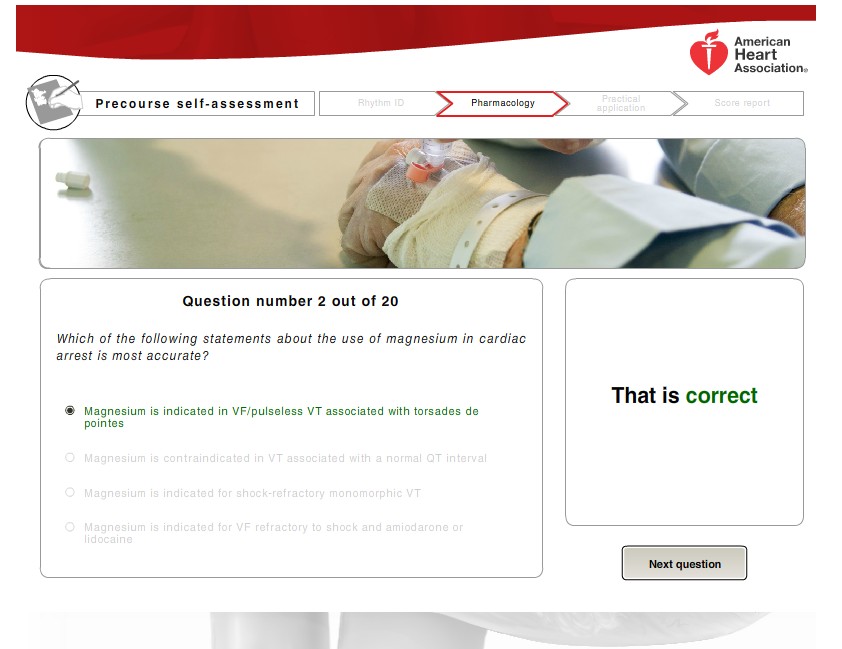 American
Heart
Association®
Precourse self-assessment
Rhythm ID
Pharmacology
Practical
application
Score report
Question number 2 out of 20
Which of the following statements about the use of magnesium in cardiac
arrest is most accurate?
Magnesium is indicated in VF/pulseless VT associated with torsades de
pointes
Magnesium is contraindicated in VT associated with a normal QT interval
Magnesium is indicated for shock-refractory monomorphic VT
Magnesium is indicated for VF refractory to shock and amiodarone or
lidocaine
That is correct
Next question